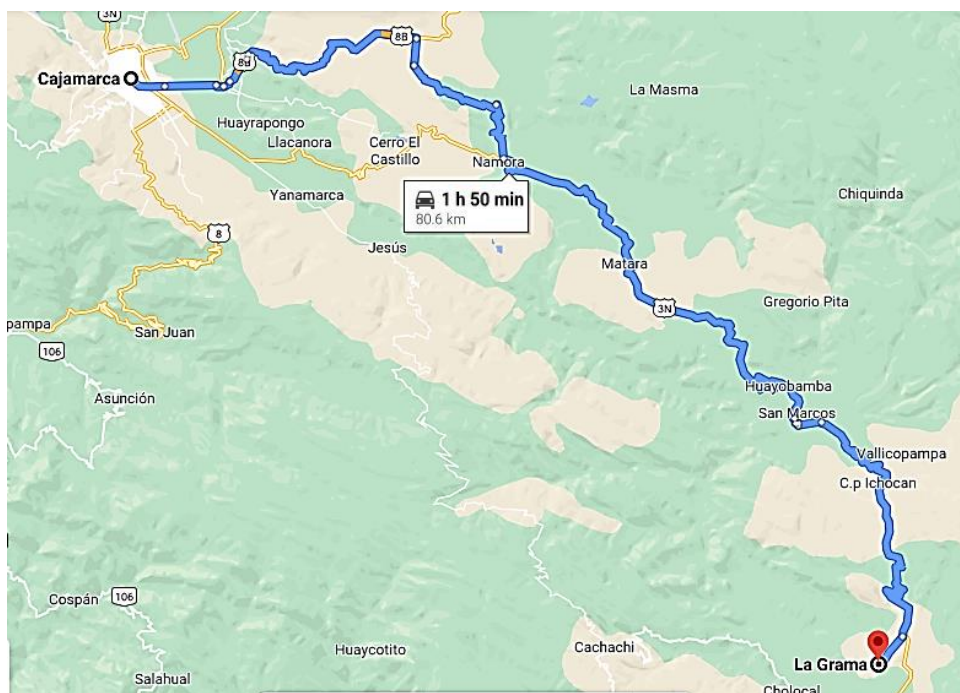 3N
8B
Cajamarca
8B
La Masma
Huayrapongo
Llacanora
Cerro El
Castillo
Namora
Yanamarca
1 h 50 min
80.6 km
Chiquinda
8
Jesús
Matara
Gregorio Pita
3N
pampa
San Juan
106
Asunción
Huayobamba
San Marcos
Vallicopampa
C.p Ichocan
Cospán
106
Huaycotito
Cachachi
La Grama
Salahual
Cholocal